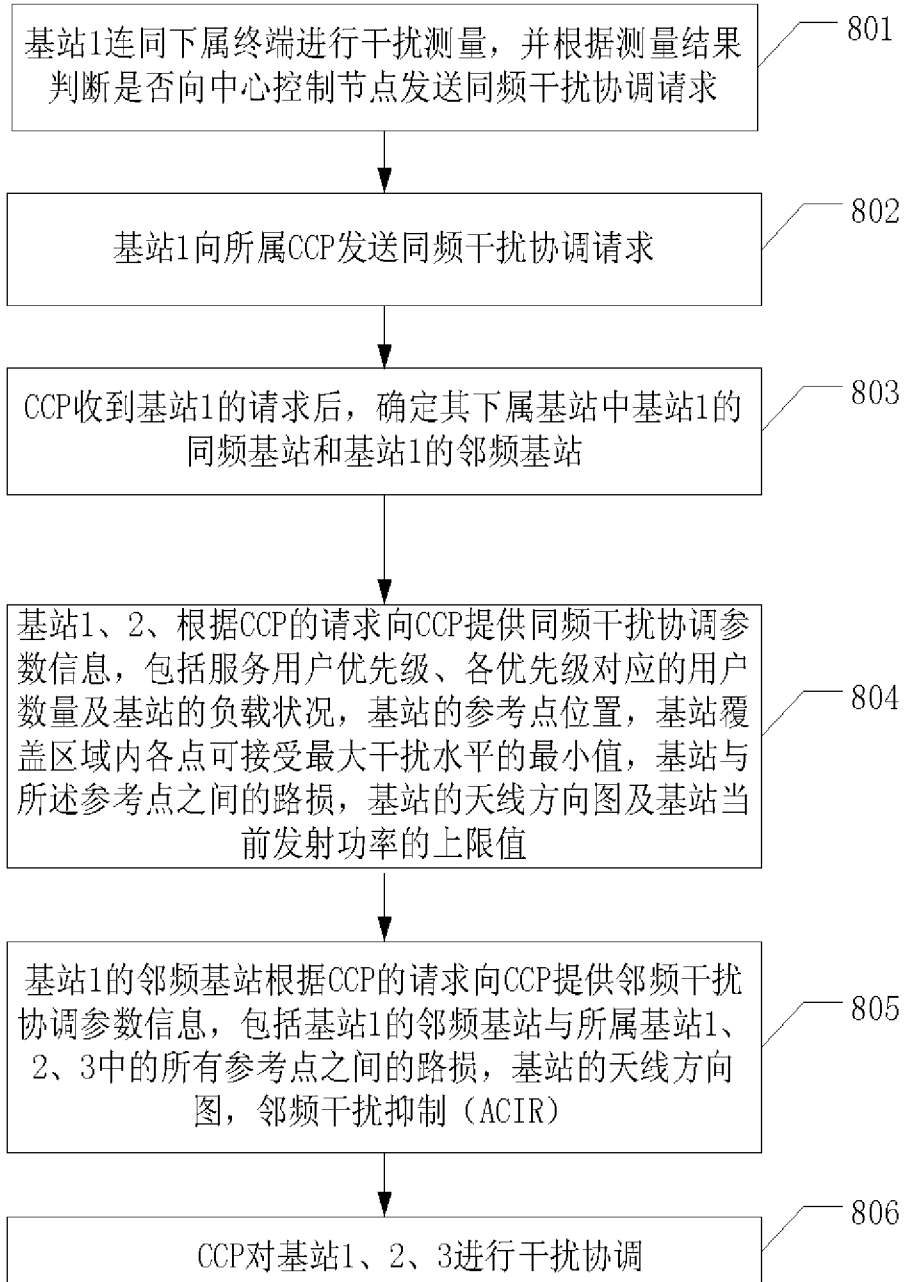 基站1连同下属终端进行干扰测量，并根据测量结果
判断是否向中心控制节点发送同频干扰协调请求
801
基站1向所属CCP发送同频干扰协调请求
802
CCP收到基站1的请求后，确定其下属基站中基站1的
同频基站和基站1的邻频基站
803
基站1、2、根据CCP的请求向CCP提供同频干扰协调参
数信息，包括服务用户优先级、各优先级对应的用户
数量及基站的负载状况，基站的参考点位置，基站覆
盖区域内各点可接受最大干扰水平的最小值，基站与
所述参考点之间的路损，基站的天线方向图及基站当
前发射功率的上限值
804
基站1的邻频基站根据CCP的请求向CCP提供邻频干扰
协调参数信息，包括基站1的邻频基站与所属基站1、
2、3中的所有参考点之间的路损，基站的天线方向
图，邻频干扰抑制（ACIR）
805
CCP对基站1、2、3进行干扰协调
806